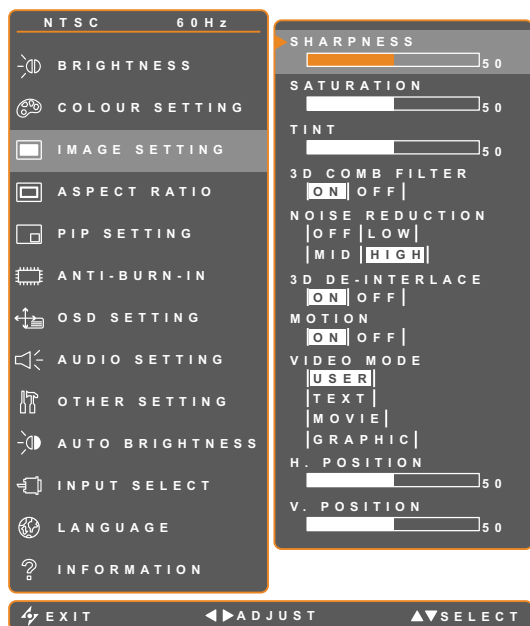 NTSC 60Hz
BRIGHTNESS
COLOUR SETTING
IMAGE SETTING
ASPECT RATIO
PIP SETTING
ANTI-BURN-IN
OSD SETTING
AUDIO SETTING
OTHER SETTING
AUTO BRIGHTNESS
INPUT SELECT
LANGUAGE
INFORMATION
SHARPNESS
50
SATURATION
50
TINT
50
3D COMB FILTER
ON OFF
NOISE REDUCTION
OFF LOW
MID HIGH
3D DE-INTERLACE
ON OFF
MOTION
ON OFF
VIDEO MODE
USER
TEXT
MOVIE
GRAPHIC
H. POSITION
50
V. POSITION
50
EXIT ADJUST SELECT